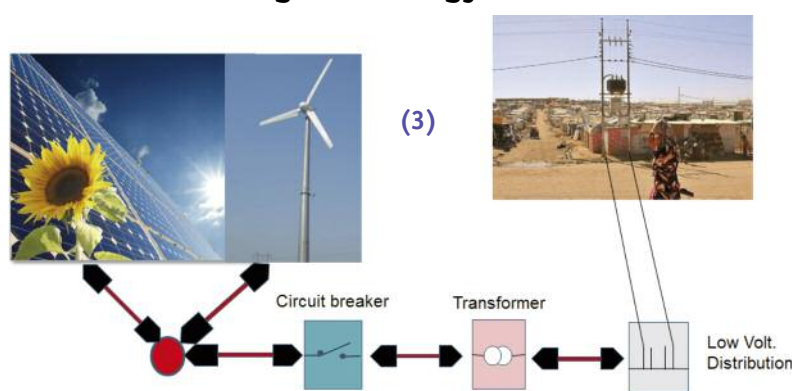 (3)
Circuit breaker
Transformer
Low Volt.
Distribution